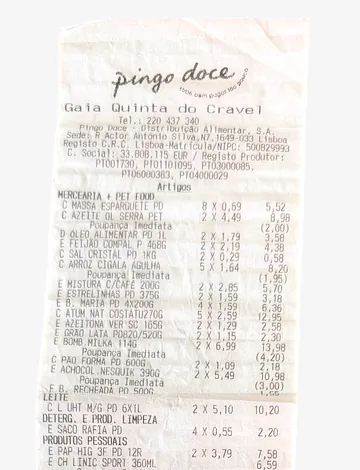 pingo doce
Gaia Quinta do Cravel
Tel.: 220 437 340
Pingo Doce - Distribuição Alimentar, S.A.
Sede: R Actor António Silva,N7,1649-033 Lisboa
Registo C.R.C. Lisboa-Matrícula/NIPC: 500829993
C. Social: 33.808.115 EUR / Registo Produtor:
PT001730, PT01101095, PT03000085,
PT06000383, PT04000029
Artigos
MERCEARIA + PET FOOD
C MASSA ESPARGUETE PD 8 X 0,69 5,52
C AZEITE OL SERRA PET 2 X 4,49 8,98
Poupança Imediata (2,00)
D OLEO ALIMENTAR PD 1L 2 X 1,79 3,58
E FEIJAO COMPAL P 468G 2 X 2,19 4,38
C SAL CRISTAL PD 1KG 2 X 0,29 0,58
C ARROZ CIGALA AGULHA 5 X 1,64 8,20
Poupança Imediata (1,95)
E MISTURA C/CAFÉ 200G 2 X 2,85 5,70
E ESTRELINHAS PD 375G 2 X 1,59 3,18
E B. MARIA PD 4X200G 4 X 1,59 6,36
C ATUM NAT COSTATU270G 5 X 2,59 12,95
E AZEITONA VER SC 165G 2 X 1,29 2,58
E GRAO LATA PD820/520G 2 X 1,15 2,30
E BOMB.MILKA 114G 2 X 6,99 13,98
Poupança Imediata (4,20)
C PAO FORMA PD 600G 2 X 1,09 2,18
E ACHOCOL.NESQUIK 390G 2 X 5,49 10,98
Poupança Imediata (3,00)
E B. RECHEADA PD 500G
LEITE
C L UHT M/G PD 6X1L 2 X 5,10 10,20
DETERG. E PROD. LIMPEZA
E SACO RAFIA PD 4 X 0,55 2,20
PRODUTOS PESSOAIS
E PAP HIG 3F PD 12R 2 X 3,79 7,58
E CH LINIC SPORT 360ML 6,59